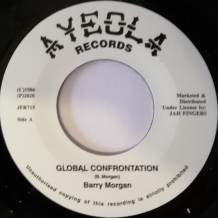 AYEOLA
RECORDS
(C)1986
(P)2020
JFR715
Side A
Marketed &
Distributed
Under License by:
JAH FINGERS
GLOBAL CONFRONTATION
(B. Morgan)
Barry Morgan
Unauthorised copying of this record is strictly prohibited